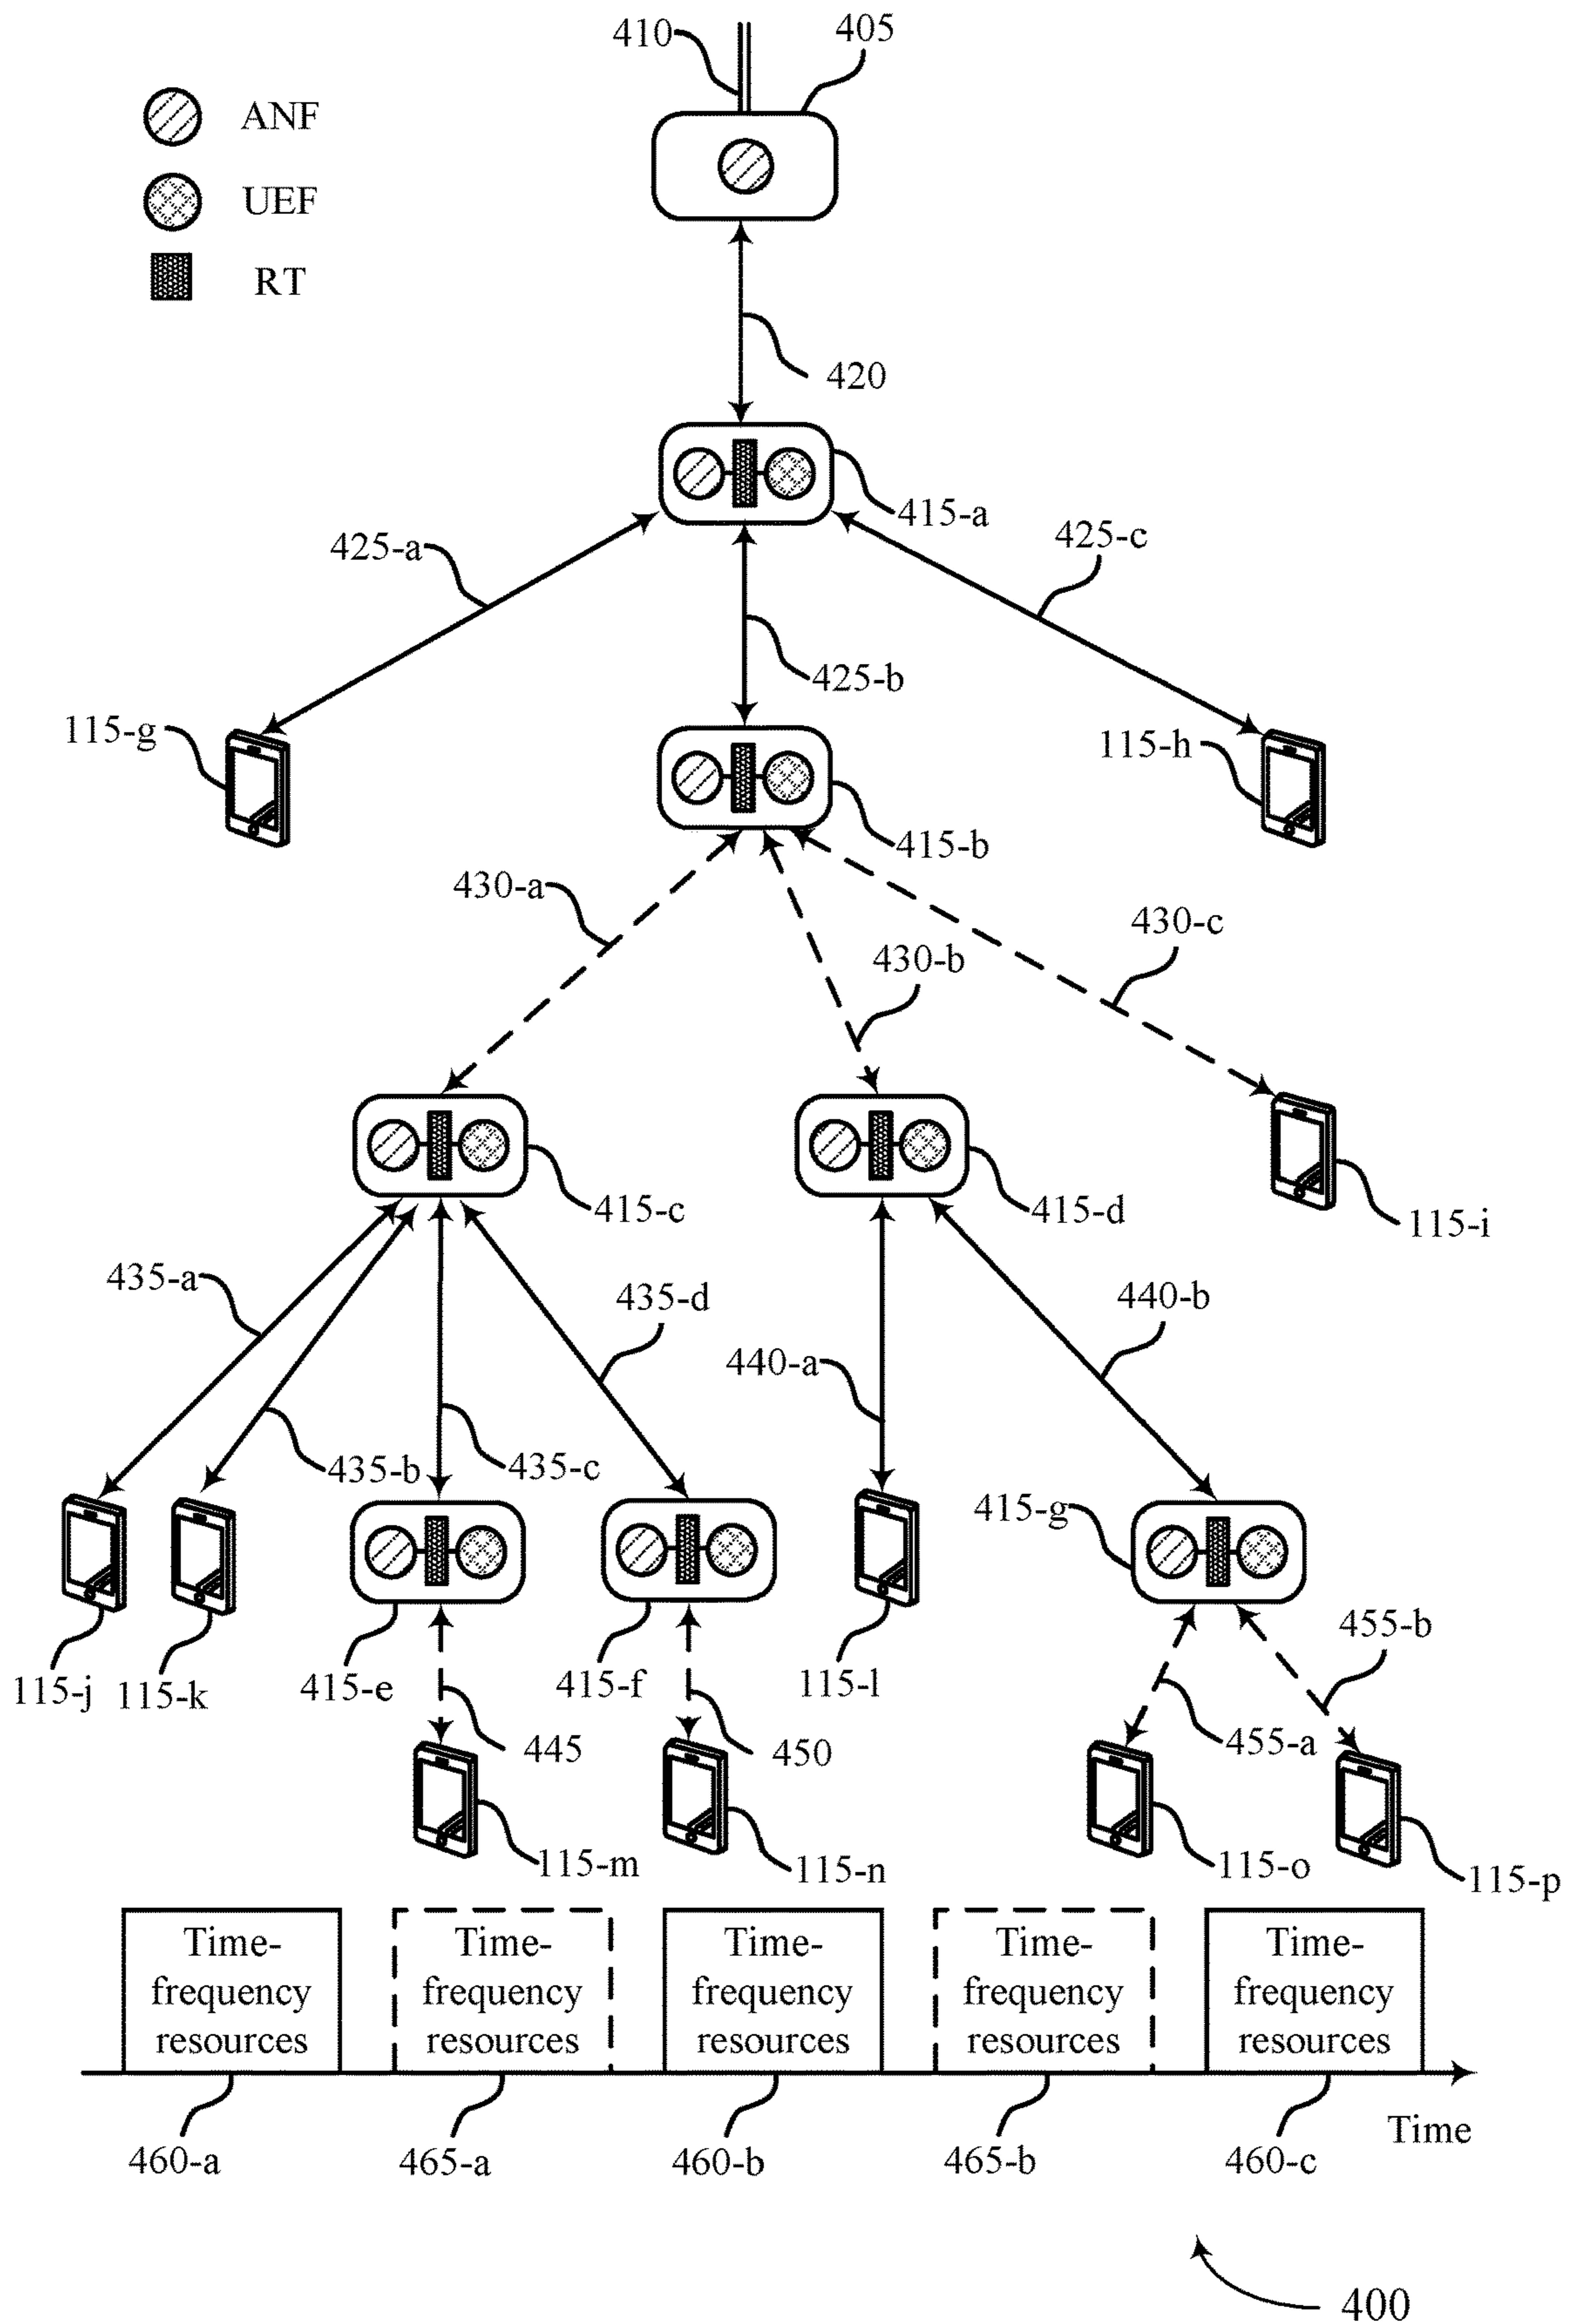 410
405
ANF
UEF
RT
420
415-a
425-a
425-c
425-b
115-g
115-h
415-b
430-a
430-c
430-b
415-c
415-d
115-i
435-a
435-d
440-b
440-a
435-b
435-c
415-g
455-b
115-j
115-k
415-e
415-f
115-l
445
450
455-a
115-m
115-n
115-o
115-p
Time-
frequency
resources
Time-
frequency
resources
Time-
frequency
resources
Time-
frequency
resources
Time-
frequency
resources
Time
460-a
465-a
460-b
465-b
460-c
400